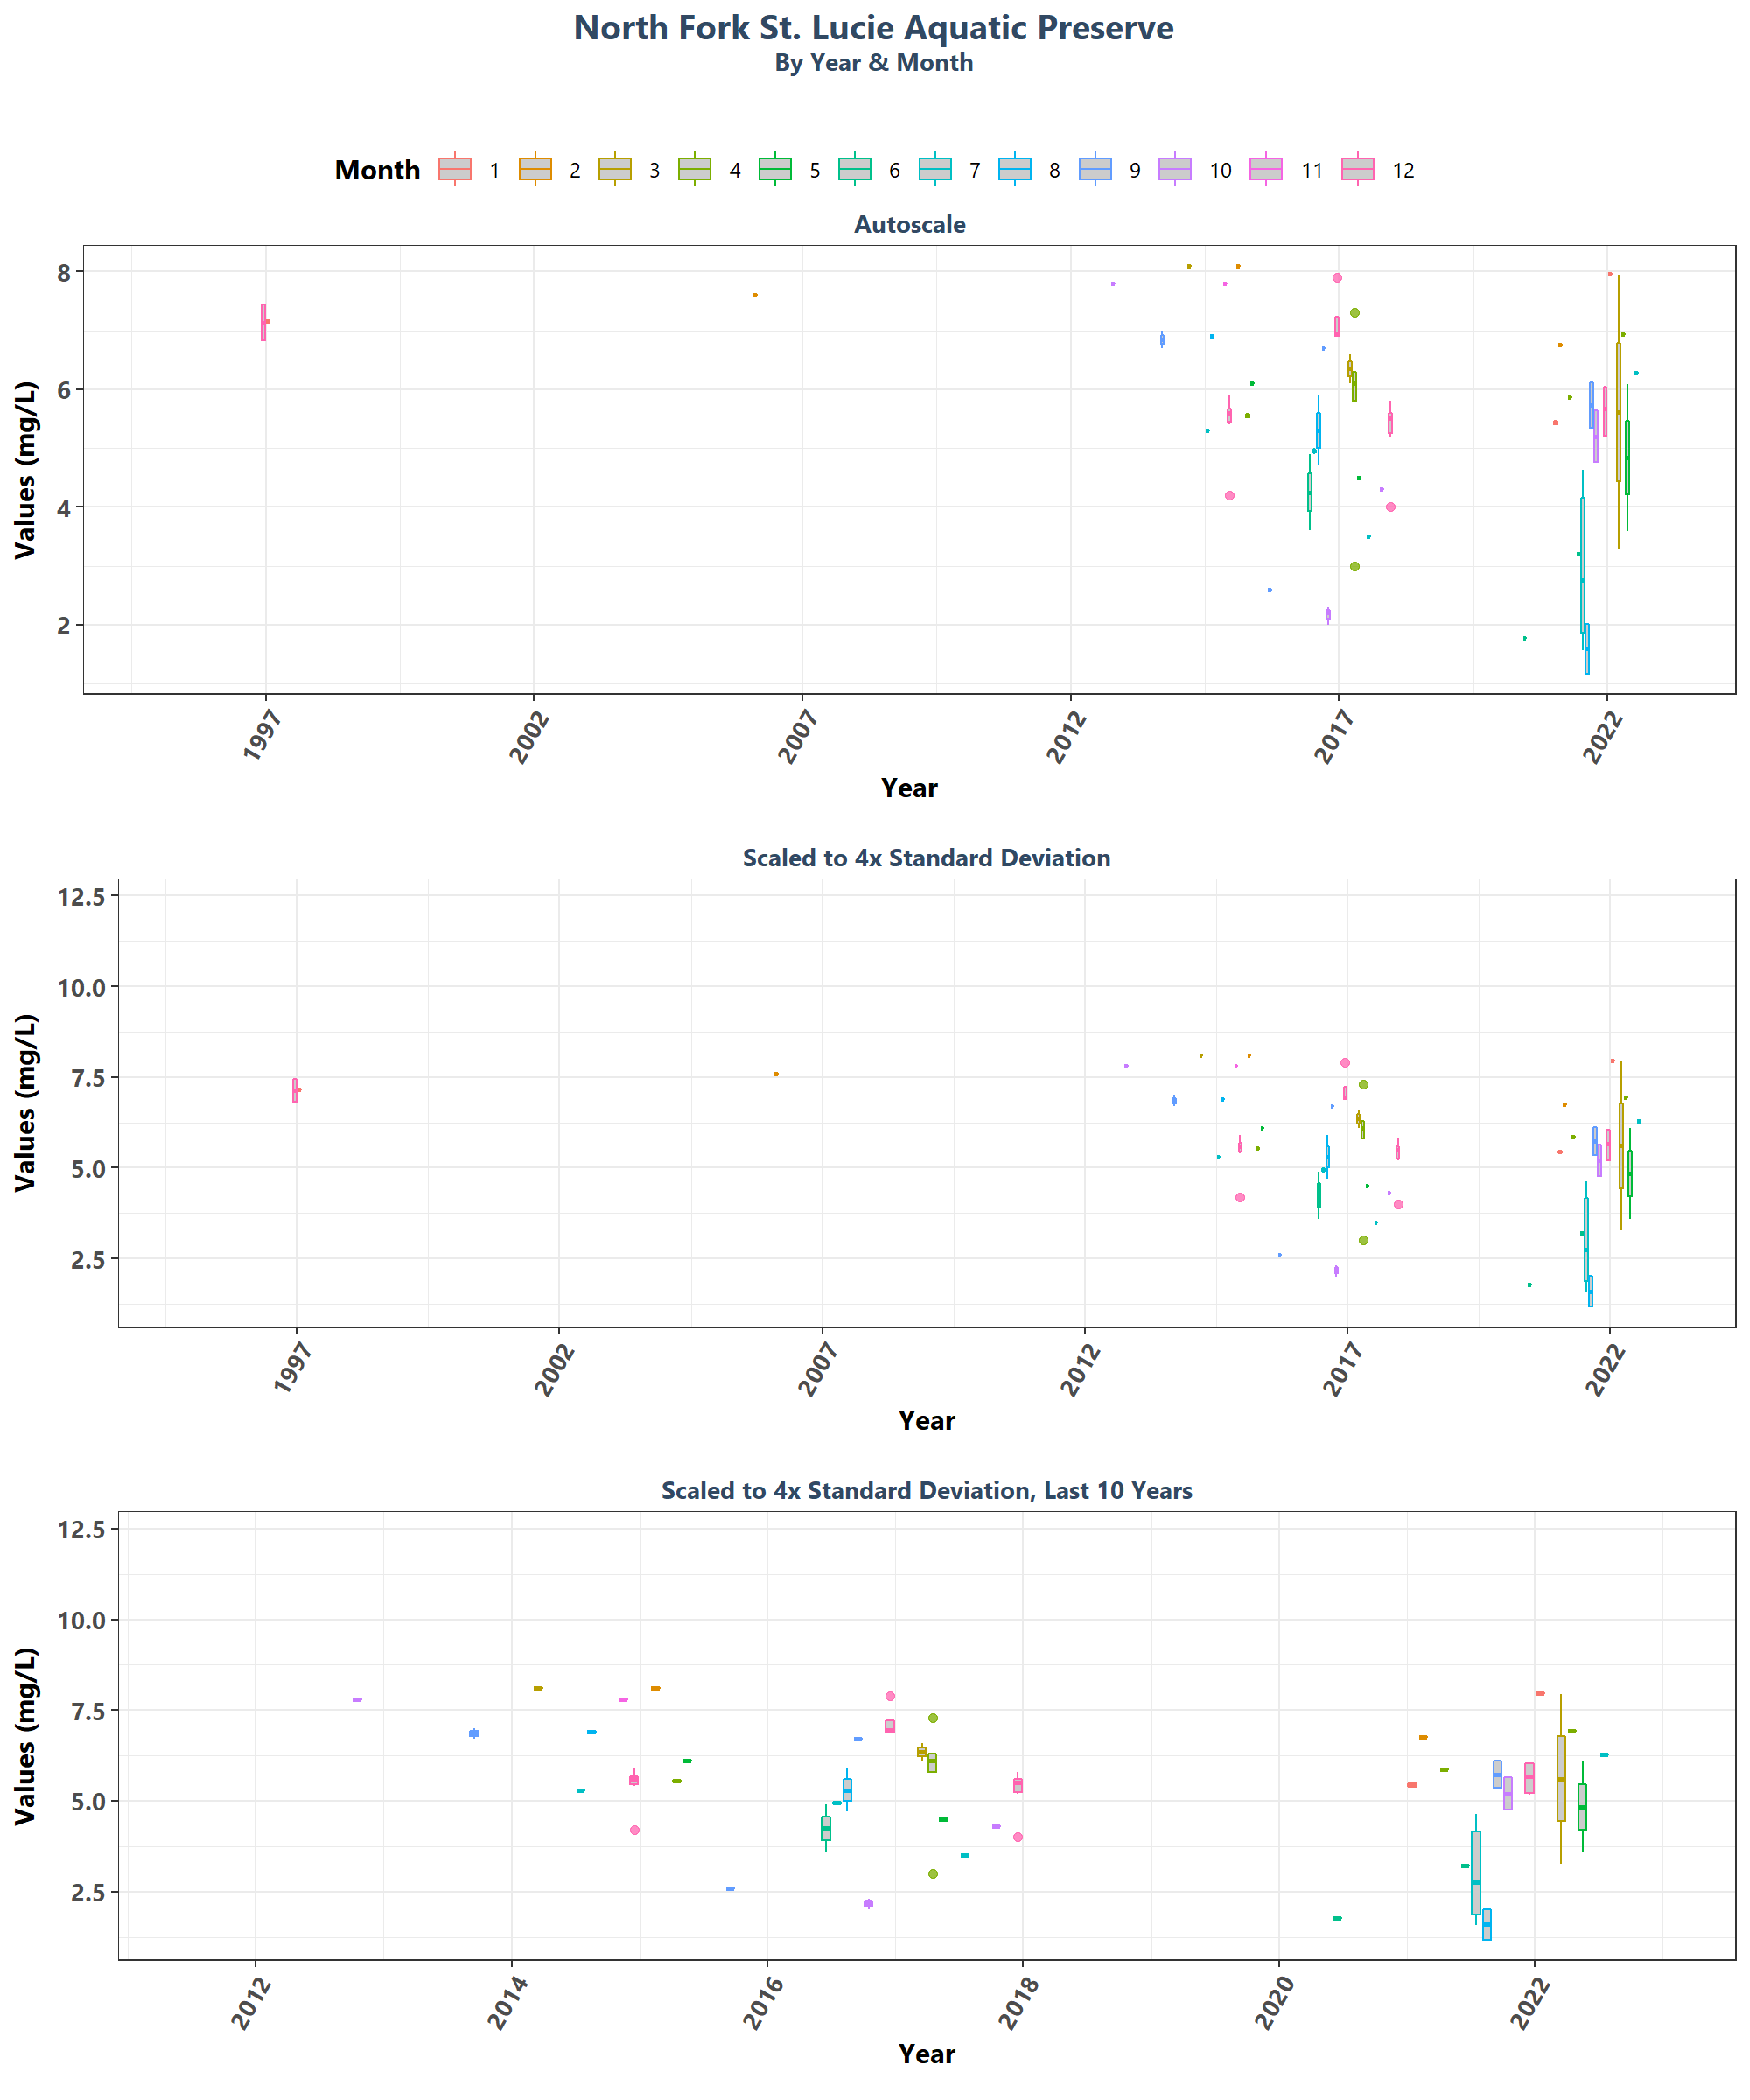 North Fork St. Lucie Aquatic Preserve
By Year & Month
Month 1 2 3 4 5 6 7 8 9 10 11 12
Autoscale
8
6
4
2
Values (mg/L)
1997 2002 2007 2012 2017 2022
Year
Scaled to 4x Standard Deviation
12.5
10.0
7.5
5.0
2.5
Values (mg/L)
1997 2002 2007 2012 2017 2022
Year
Scaled to 4x Standard Deviation, Last 10 Years
12.5
10.0
7.5
5.0
2.5
Values (mg/L)
2012 2014 2016 2018 2020 2022
Year